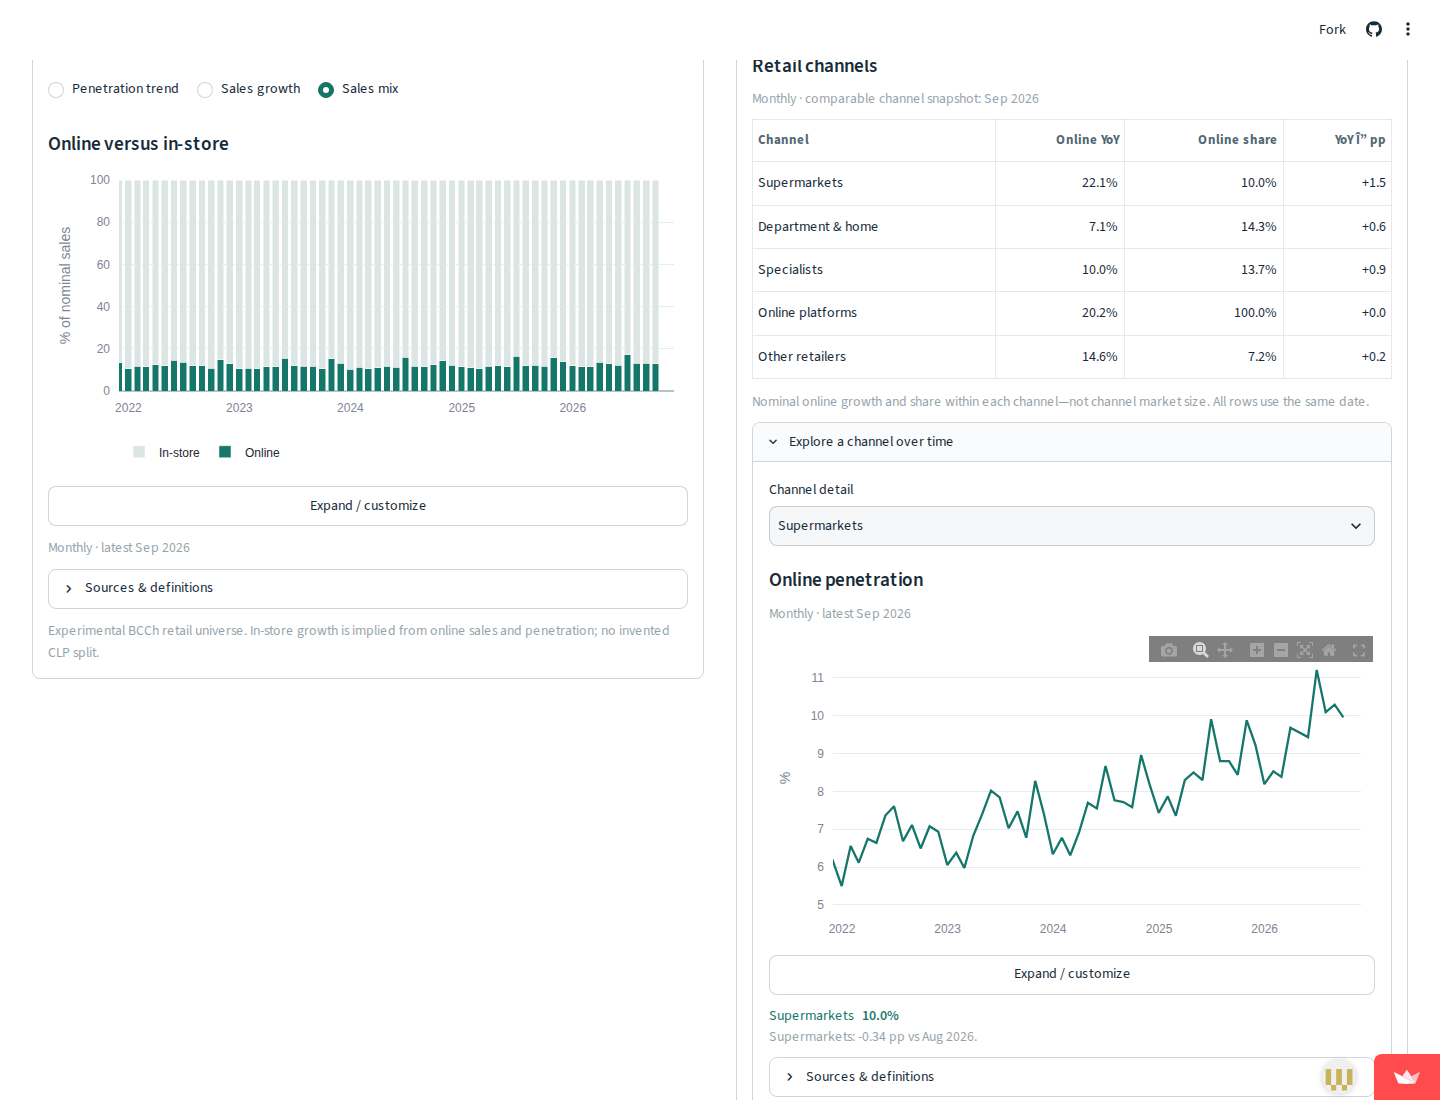 Fork
Penetration trend Sales growth Sales mix
Online versus in-store
100
80
60
40
20
0
% of nominal sales
2022 2023 2024 2025 2026
In-store Online
Expand / customize
Monthly · latest Sep 2026
Sources & definitions
Experimental BCCh retail universe. In-store growth is implied from online sales and penetration; no invented
CLP split.
Retail channels
Monthly · comparable channel snapshot: Sep 2026
Channel Online YoY Online share YoY Î” pp
Supermarkets 22.1% 10.0% +1.5
Department & home 7.1% 14.3% +0.6
Specialists 10.0% 13.7% +0.9
Online platforms 20.2% 100.0% +0.0
Other retailers 14.6% 7.2% +0.2
Nominal online growth and share within each channel—not channel market size. All rows use the same date.
Explore a channel over time
Channel detail
Supermarkets
Online penetration
Monthly · latest Sep 2026
11
10
9
8
7
6
5
%
2022 2023 2024 2025 2026
Expand / customize
Supermarkets 10.0%
Supermarkets: -0.34 pp vs Aug 2026.
Sources & definitions